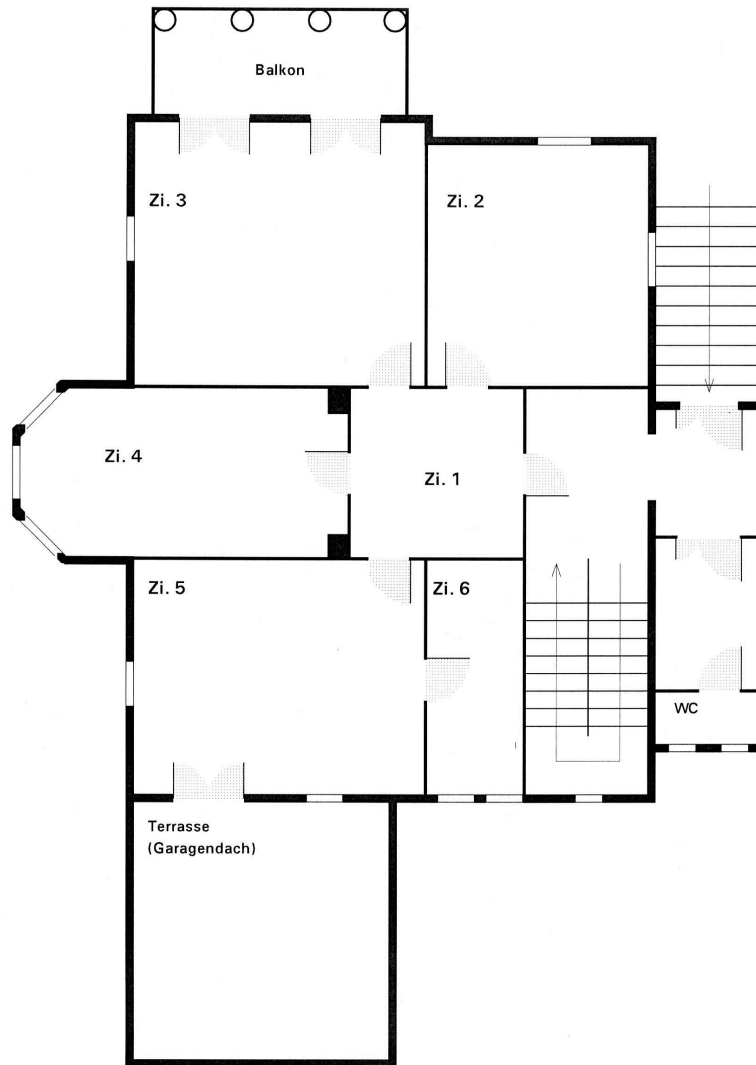 Balkon
Zi. 3
Zi. 2
Zi. 4
Zi. 1
Zi. 5
Zi. 6
WC
Terrasse
(Garagendach)